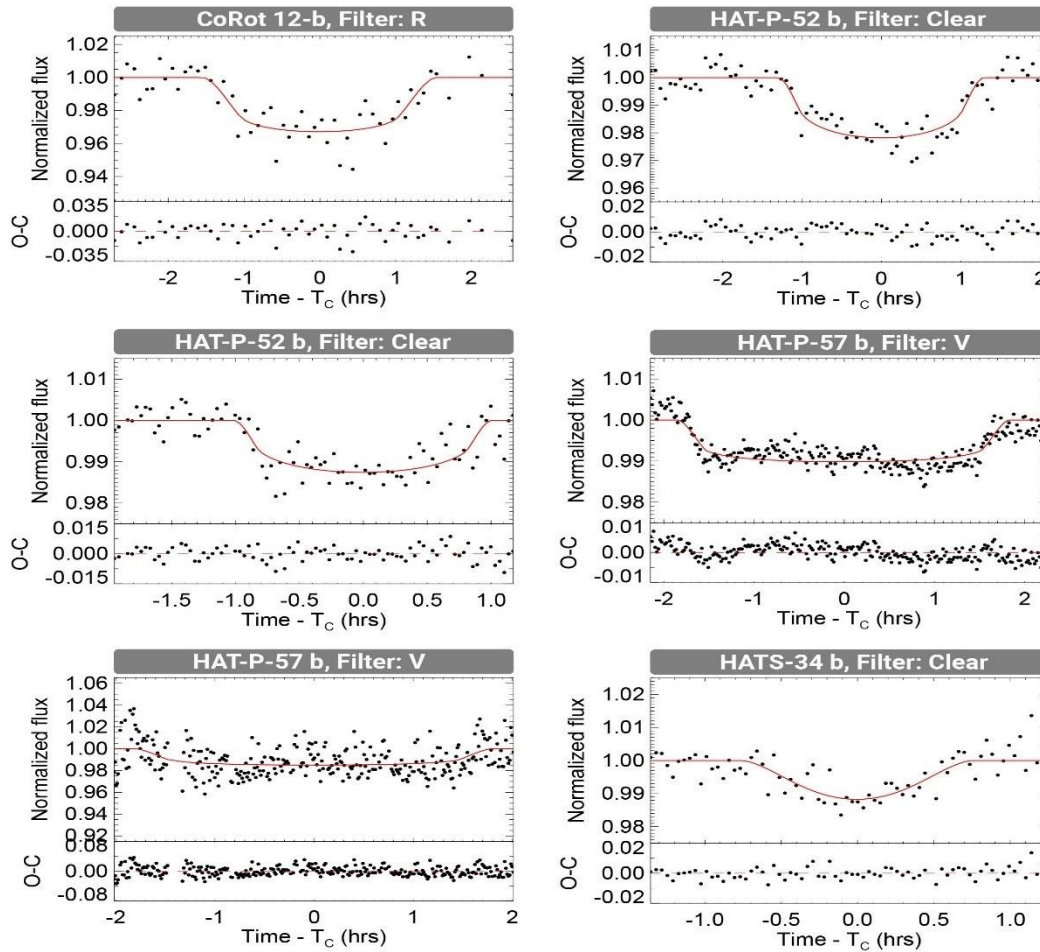 CoRot 12-b, Filter: R
1.02
1.00
0.98
0.96
0.94
Normalized flux
0.035
0.000
-0.035
O-C
-2 -1 0 1 2
Time - TC (hrs)
HAT-P-52 b, Filter: Clear
1.01
1.00
0.99
0.98
0.97
0.96
Normalized flux
0.02
0.00
-0.02
O-C
-2 -1 0 1 2
Time - TC (hrs)
HAT-P-52 b, Filter: Clear
1.01
1.00
0.99
0.98
Normalized flux
0.015
0.000
-0.015
O-C
-1.5 -1.0 -0.5 0.0 0.5 1.0
Time - TC (hrs)
HAT-P-57 b, Filter: V
1.01
1.00
0.99
0.98
Normalized flux
0.01
0.00
-0.01
O-C
-2 -1 0 1 2
Time - TC (hrs)
HAT-P-57 b, Filter: V
1.06
1.04
1.02
1.00
0.98
0.96
0.94
0.92
Normalized flux
0.08
0.00
-0.08
O-C
-2 -1 0 1 2
Time - TC (hrs)
HATS-34 b, Filter: Clear
1.02
1.01
1.00
0.99
0.98
Normalized flux
0.02
0.00
-0.02
O-C
-1.0 -0.5 0.0 0.5 1.0
Time - TC (hrs)